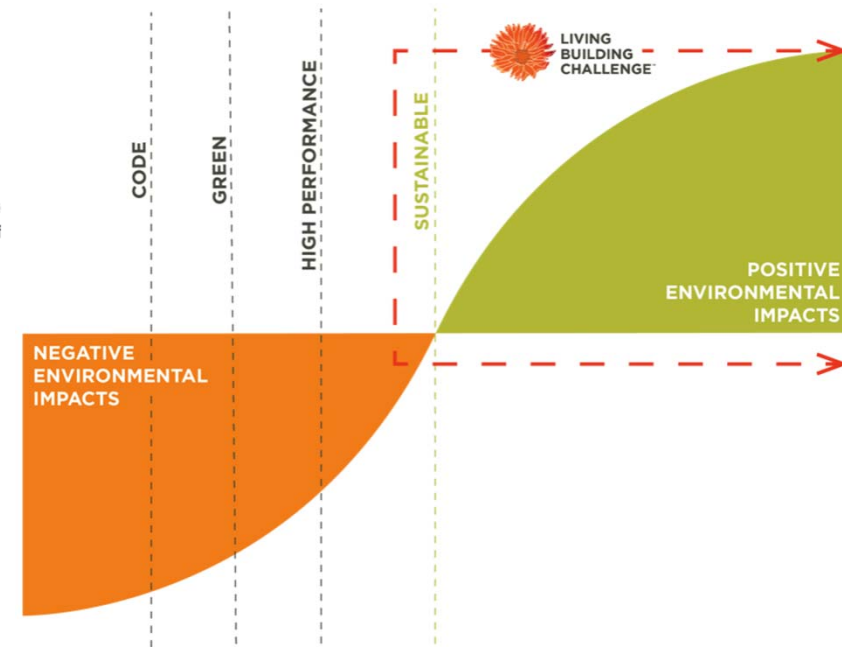 LIVING
BUILDING
CHALLENGE™
CODE
GREEN
HIGH PERFORMANCE
SUSTAINABLE
POSITIVE
ENVIRONMENTAL
IMPACTS
NEGATIVE
ENVIRONMENTAL
IMPACTS